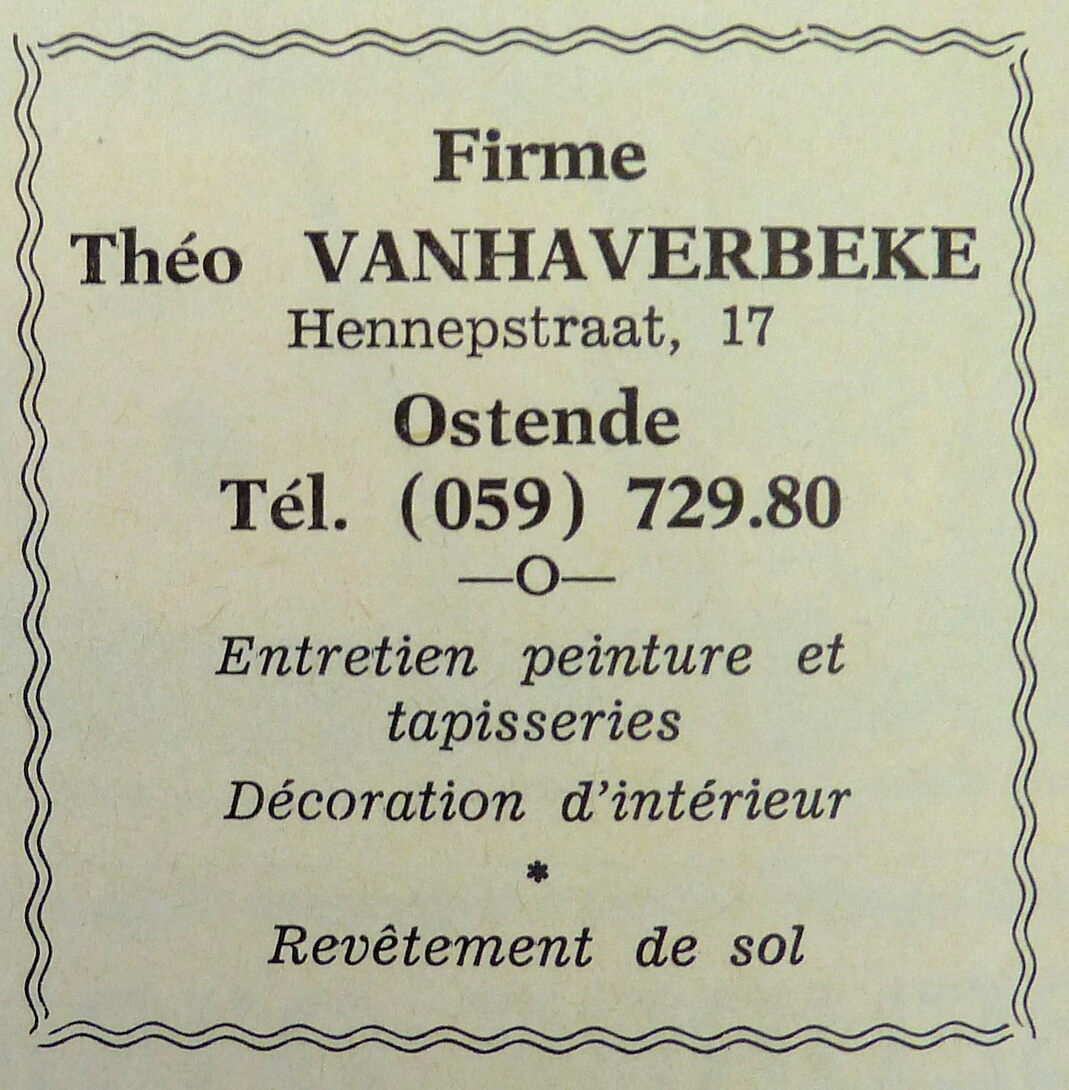 Firme
Théo VANHAVERBEKE
Hennepstraat, 17
Ostende
Tél. (059) 729.80
—O—
Entretien peinture et
tapisseries
Décoration d'intérieur
*
Revêtement de sol